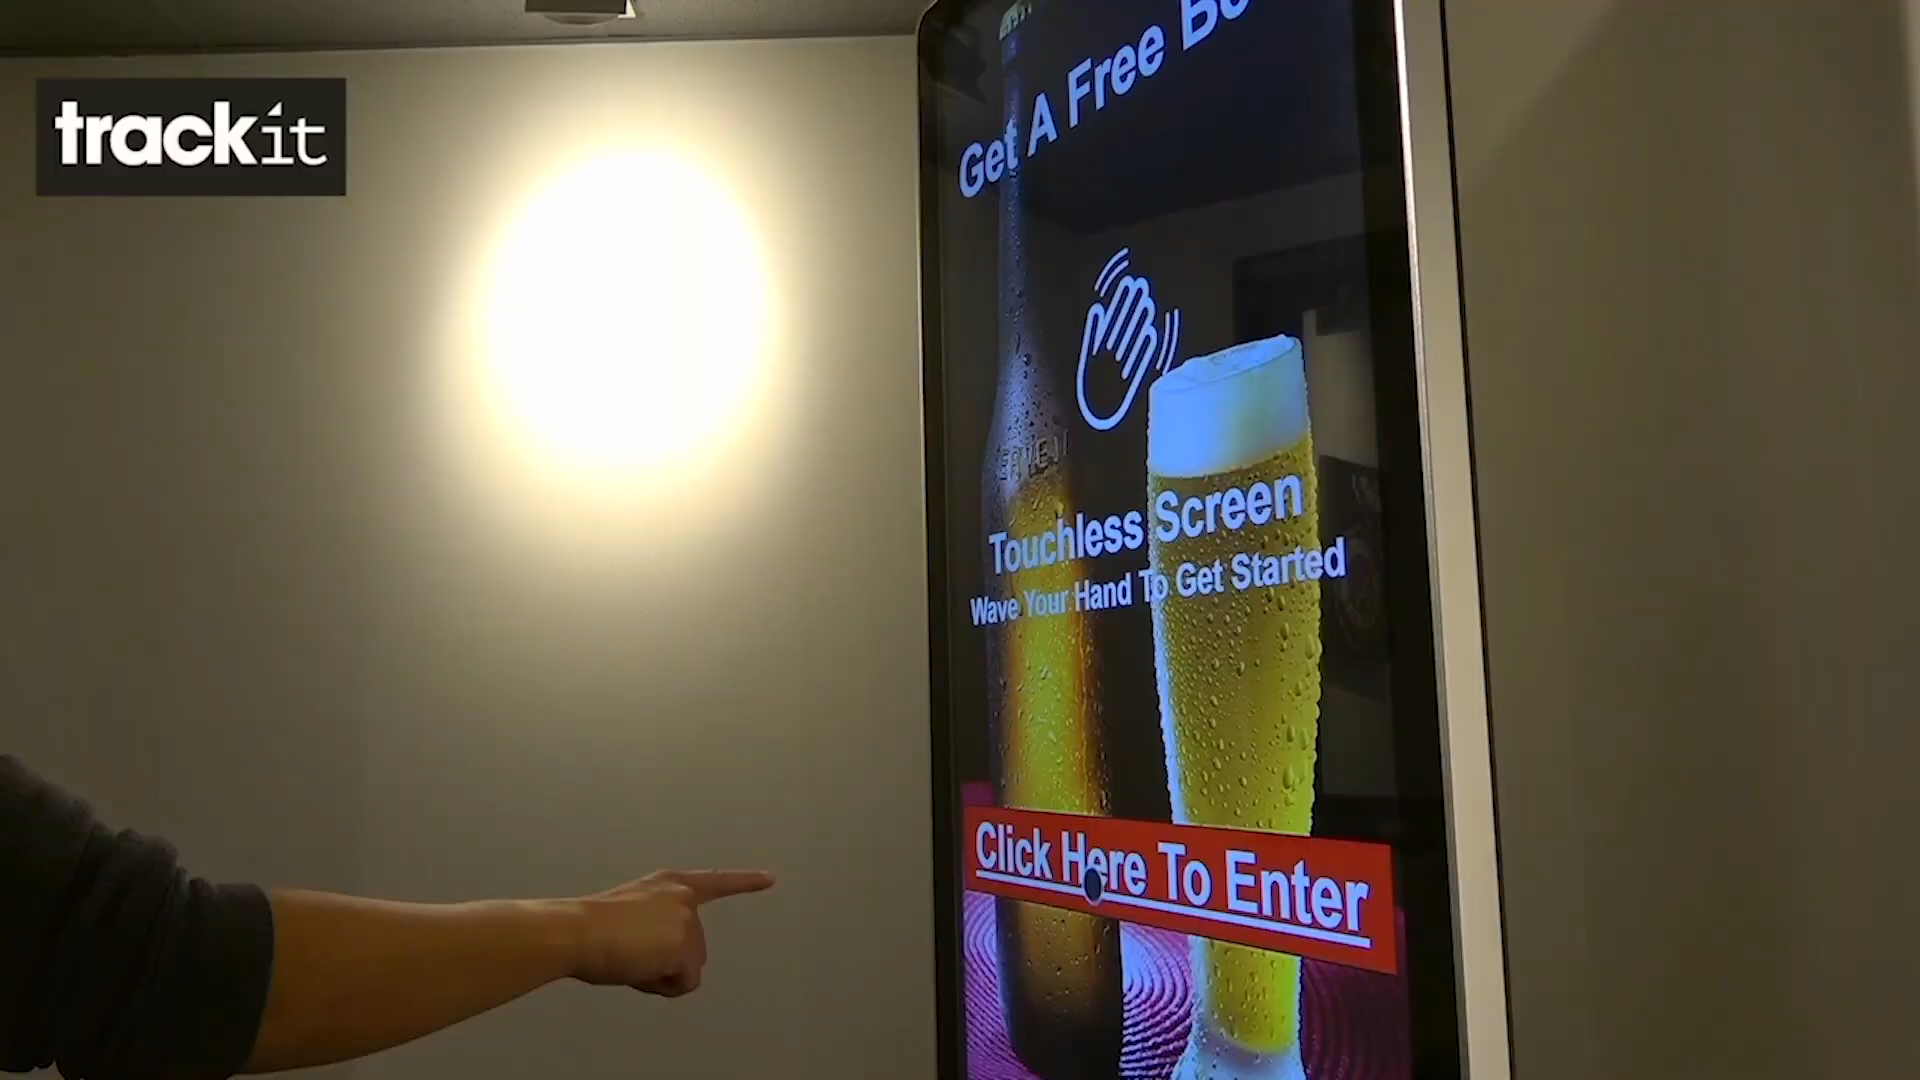 trackit
Get A Free
Touchless Screen
Wave Your Hand To Get Started
Click Here To Enter